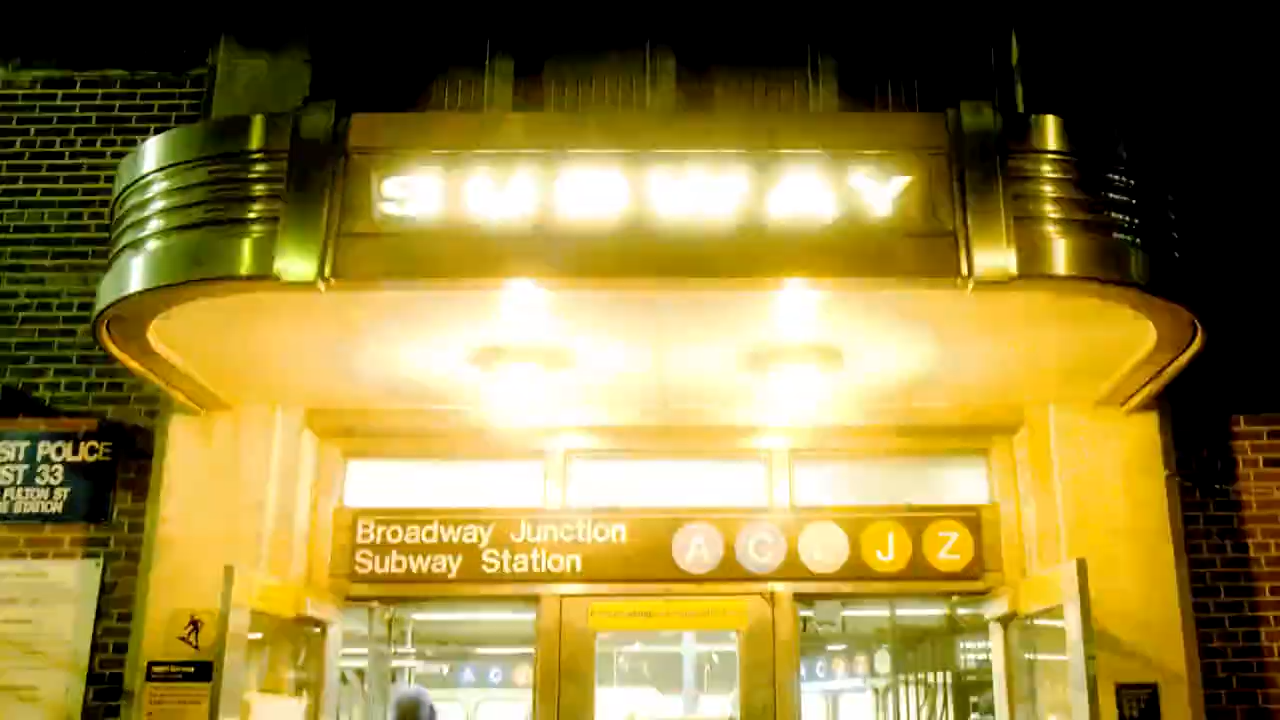 SUBWAY
SIT POLICE
ST 33
FULTON ST
E STATION
Broadway Junction
Subway Station
A C J Z
A C